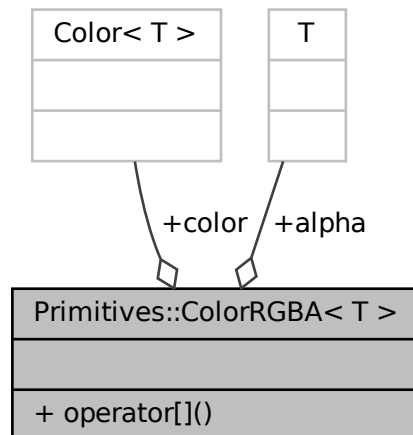 Color< T >
T
+color
+alpha
Primitives::ColorRGBA< T >
+ operator[]()